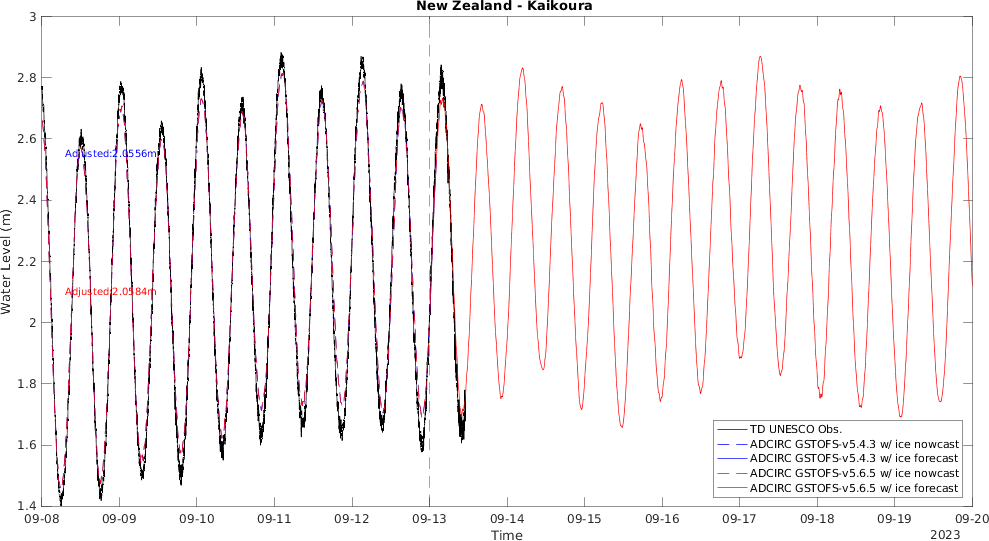 New Zealand - Kaikoura
Water Level (m)
3
2.8
2.6
2.4
2.2
2
1.8
1.6
1.4
Adjusted:2.0556m
Adjusted:2.0584m
TD UNESCO Obs.
ADCIRC GSTOFS-v5.4.3 w/ ice nowcast
ADCIRC GSTOFS-v5.4.3 w/ ice forecast
ADCIRC GSTOFS-v5.6.5 w/ ice nowcast
ADCIRC GSTOFS-v5.6.5 w/ ice forecast
09-08 09-09 09-10 09-11 09-12 09-13 09-14 09-15 09-16 09-17 09-18 09-19 09-20
Time
2023